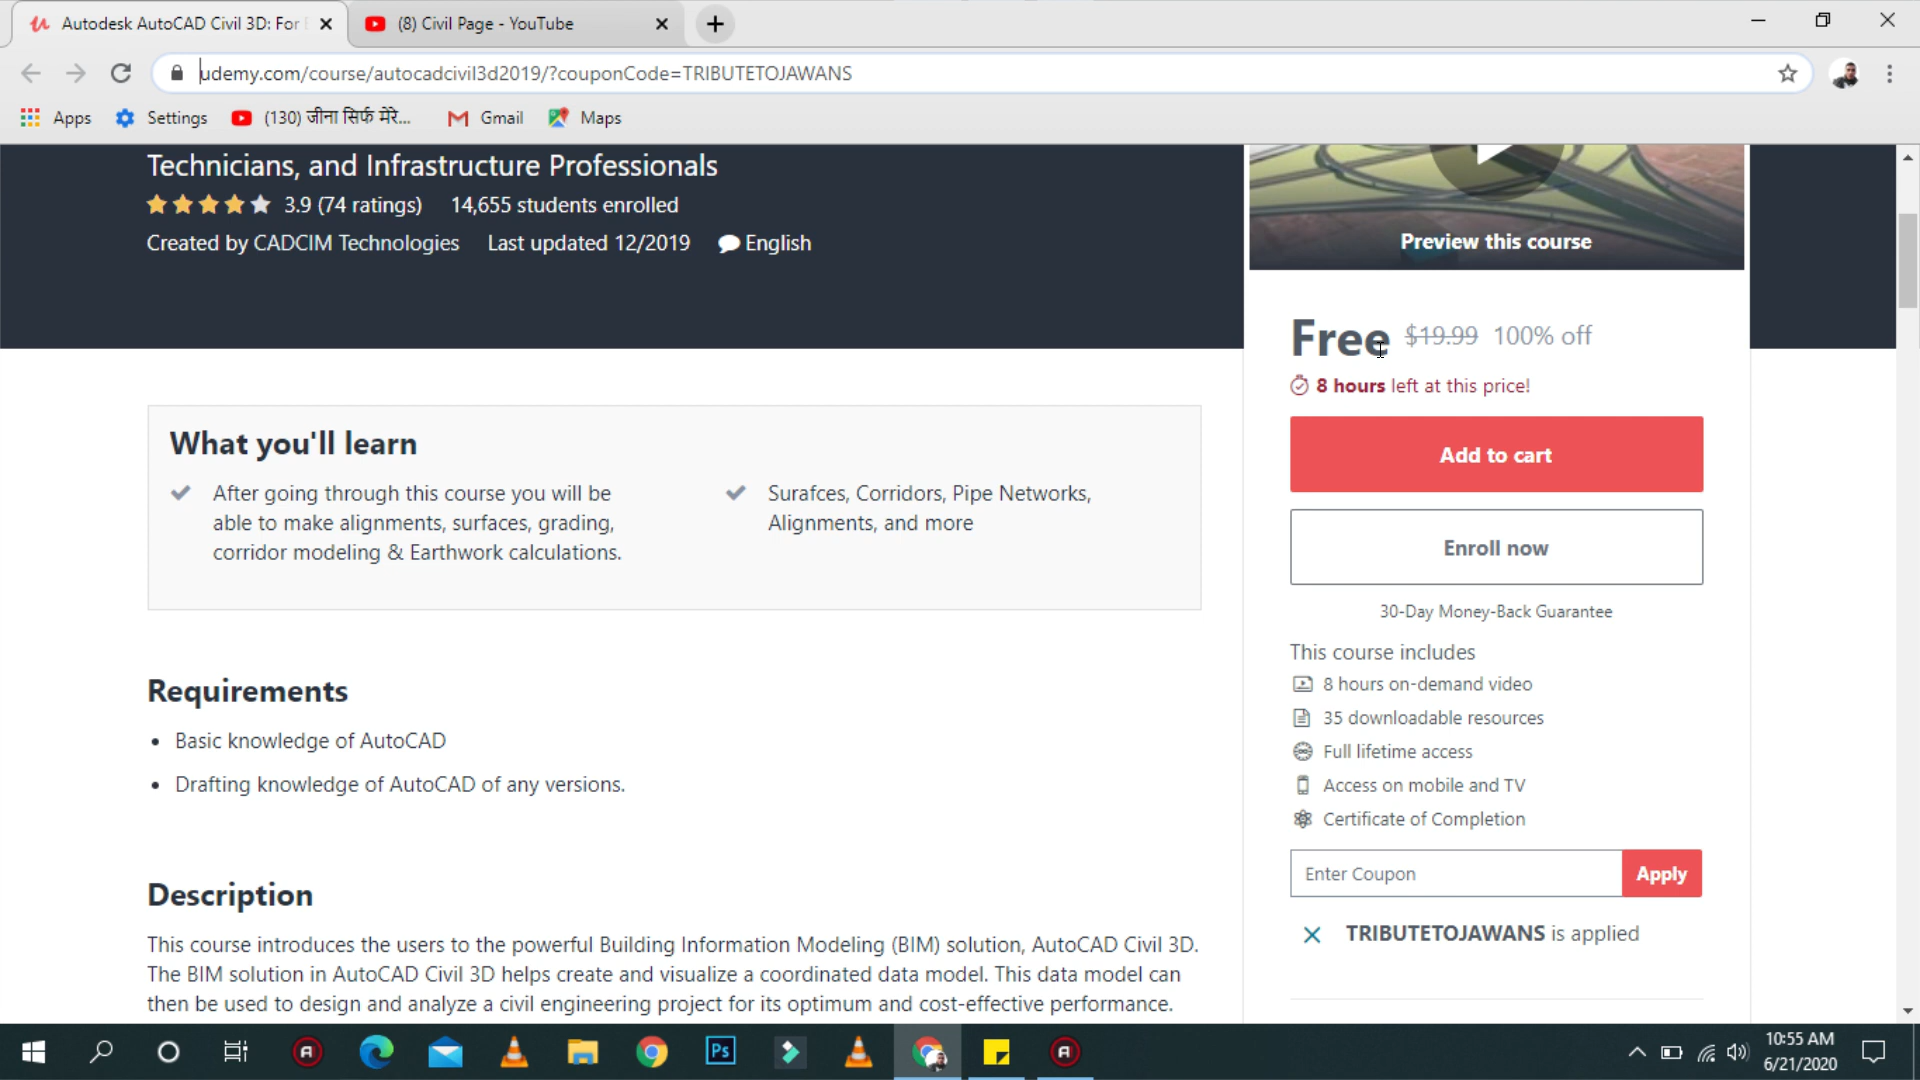 Autodesk AutoCAD Civil 3D: For
(8) Civil Page - YouTube
udemy.com/course/autocadcivil3d2019/?couponCode=TRIBUTETOJAWANS
Apps
Settings
(130) जीना सिर्फ मेरे...
Gmail
Maps
Technicians, and Infrastructure Professionals
3.9 (74 ratings) 14,655 students enrolled
Created by CADCIM Technologies Last updated 12/2019 English
Preview this course
Free $19.99 100% off
8 hours left at this price!
Add to cart
Enroll now
30-Day Money-Back Guarantee
This course includes
8 hours on-demand video
35 downloadable resources
Full lifetime access
Access on mobile and TV
Certificate of Completion
Enter Coupon
Apply
TRIBUTETOJAWANS is applied
What you'll learn
After going through this course you will be
able to make alignments, surfaces, grading,
corridor modeling & Earthwork calculations.
Surafces, Corridors, Pipe Networks,
Alignments, and more
Requirements
Basic knowledge of AutoCAD
Drafting knowledge of AutoCAD of any versions.
Description
This course introduces the users to the powerful Building Information Modeling (BIM) solution, AutoCAD Civil 3D.
The BIM solution in AutoCAD Civil 3D helps create and visualize a coordinated data model. This data model can
then be used to design and analyze a civil engineering project for its optimum and cost-effective performance.
Ps
10:55 AM
6/21/2020